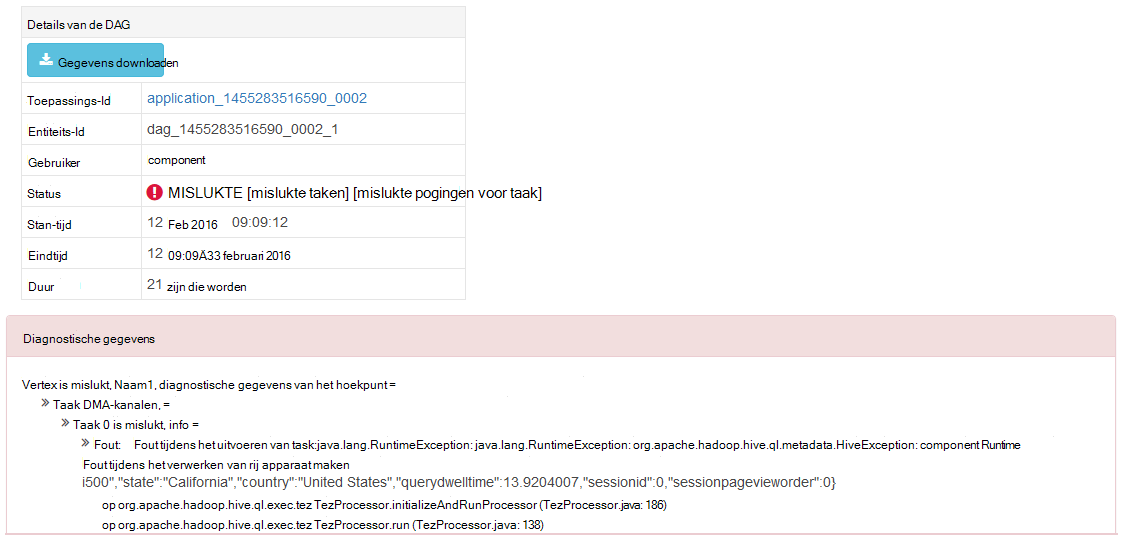 Details van de DAG
Gegevens downloaden
Toepassings-Id application_1455283516590_0002
Entiteits-Id dag_1455283516590_0002_1
Gebruiker component
Status MISLUKTE [mislukte taken] [mislukte pogingen voor taak]
Stan-tijd 12 Feb 2016 09:09:12
Eindtijd 12 09:09Ä33 februari 2016
Duur 21 zijn die worden
Diagnostische gegevens
Vertex is mislukt, Naam1, diagnostische gegevens van het hoekpunt =
Taak DMA-kanalen, =
Taak 0 is mislukt, info =
Fout: Fout tijdens het uitvoeren van task:java.lang.RuntimeException: java.lang.RuntimeException: org.apache.hadoop.hive.ql.metadata.HiveException: component Runtime
Fout tijdens het verwerken van rij apparaat maken
i500","state":"California","country":"United States","querydwelltime":13.9204007,"sessionid":0,"sessionpagevieworder":0}
op org.apache.hadoop.hive.ql.exec.tez TezProcessor.initializeAndRunProcessor (TezProcessor.java: 186)
op org.apache.hadoop.hive.ql.exec.tez TezProcessor.run (TezProcessor.java: 138)